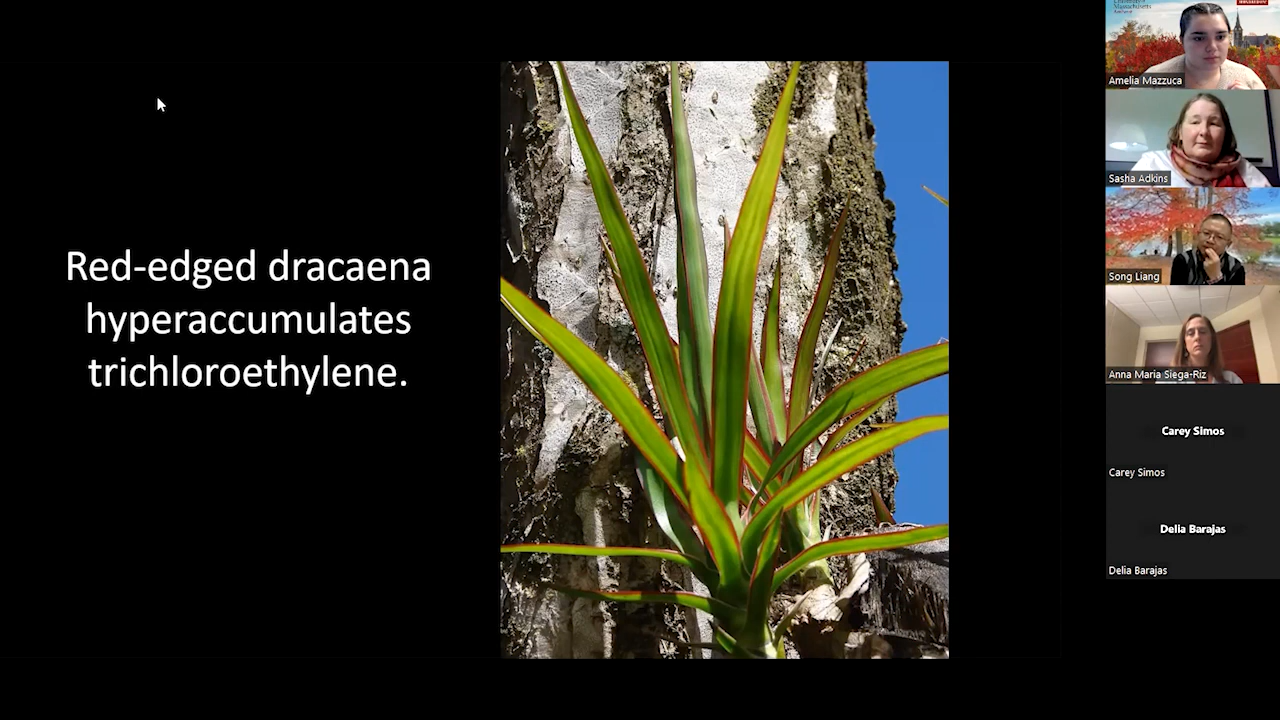 Red-edged dracaena
hyperaccumulates
trichloroethylene.
Massachusetts
Amelia Mazzuca
Sasha Adkins
Song Liang
Anna Maria Siega-Riz
Carey Simos
Carey Simos
Delia Barajas
Delia Barajas